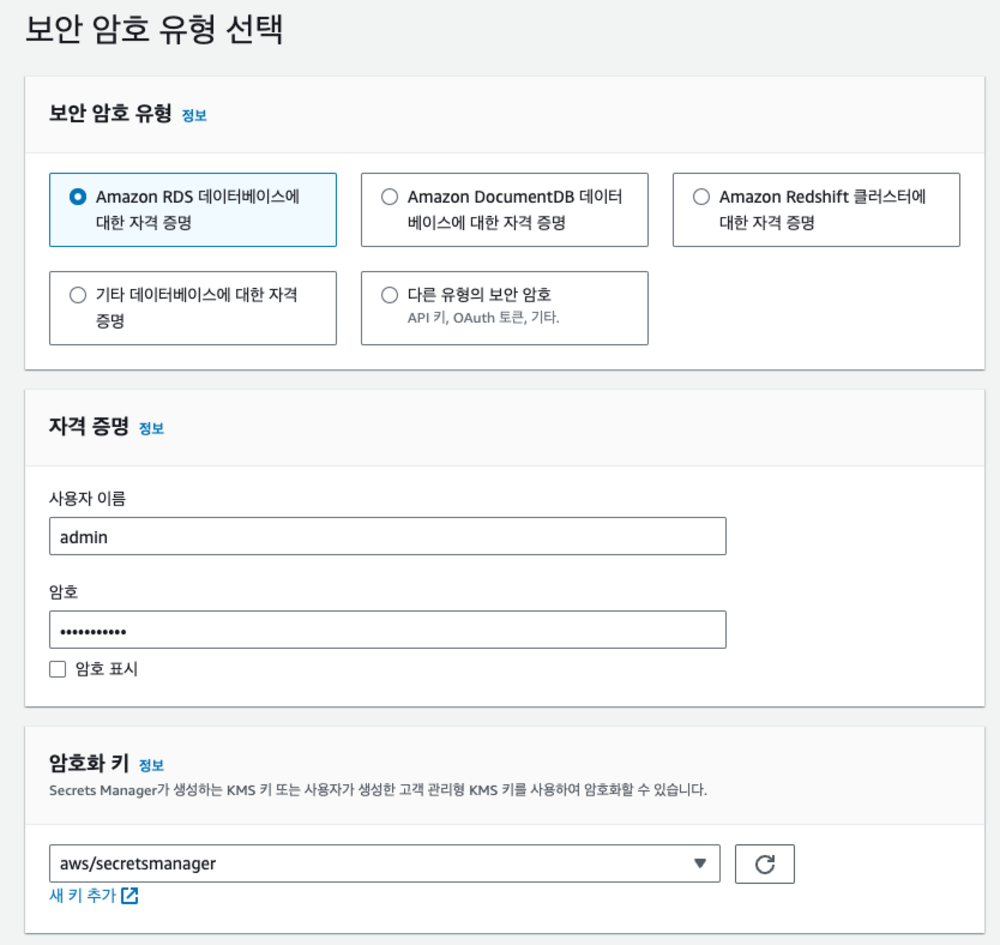 보안 암호 유형 선택
보안 암호 유형 정보
Amazon RDS 데이터베이스에
대한 자격 증명
Amazon DocumentDB 데이터
베이스에 대한 자격 증명
Amazon Redshift 클러스터에
대한 자격 증명
기타 데이터베이스에 대한 자격
증명
다른 유형의 보안 암호
API 키, OAuth 토큰, 기타.
자격 증명 정보
사용자 이름
admin
암호
•••••••••••
암호 표시
암호화 키 정보
Secrets Manager가 생성하는 KMS 키 또는 사용자가 생성한 고객 관리형 KMS 키를 사용하여 암호화할 수 있습니다.
aws/secretsmanager
새 키 추가